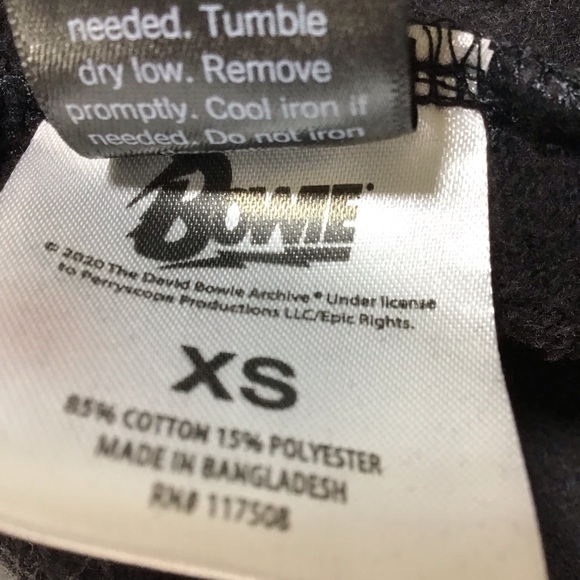 needed. Tumble
dry low. Remove
promptly. Cool iron if
needed. Do not iron
BOWIE
© 2020 The David Bowie Archive ® Under license
to Perryscope Productions LLC/Epic Rights.
XS
85% COTTON 15% POLYESTER
MADE IN BANGLADESH
RN# 117508